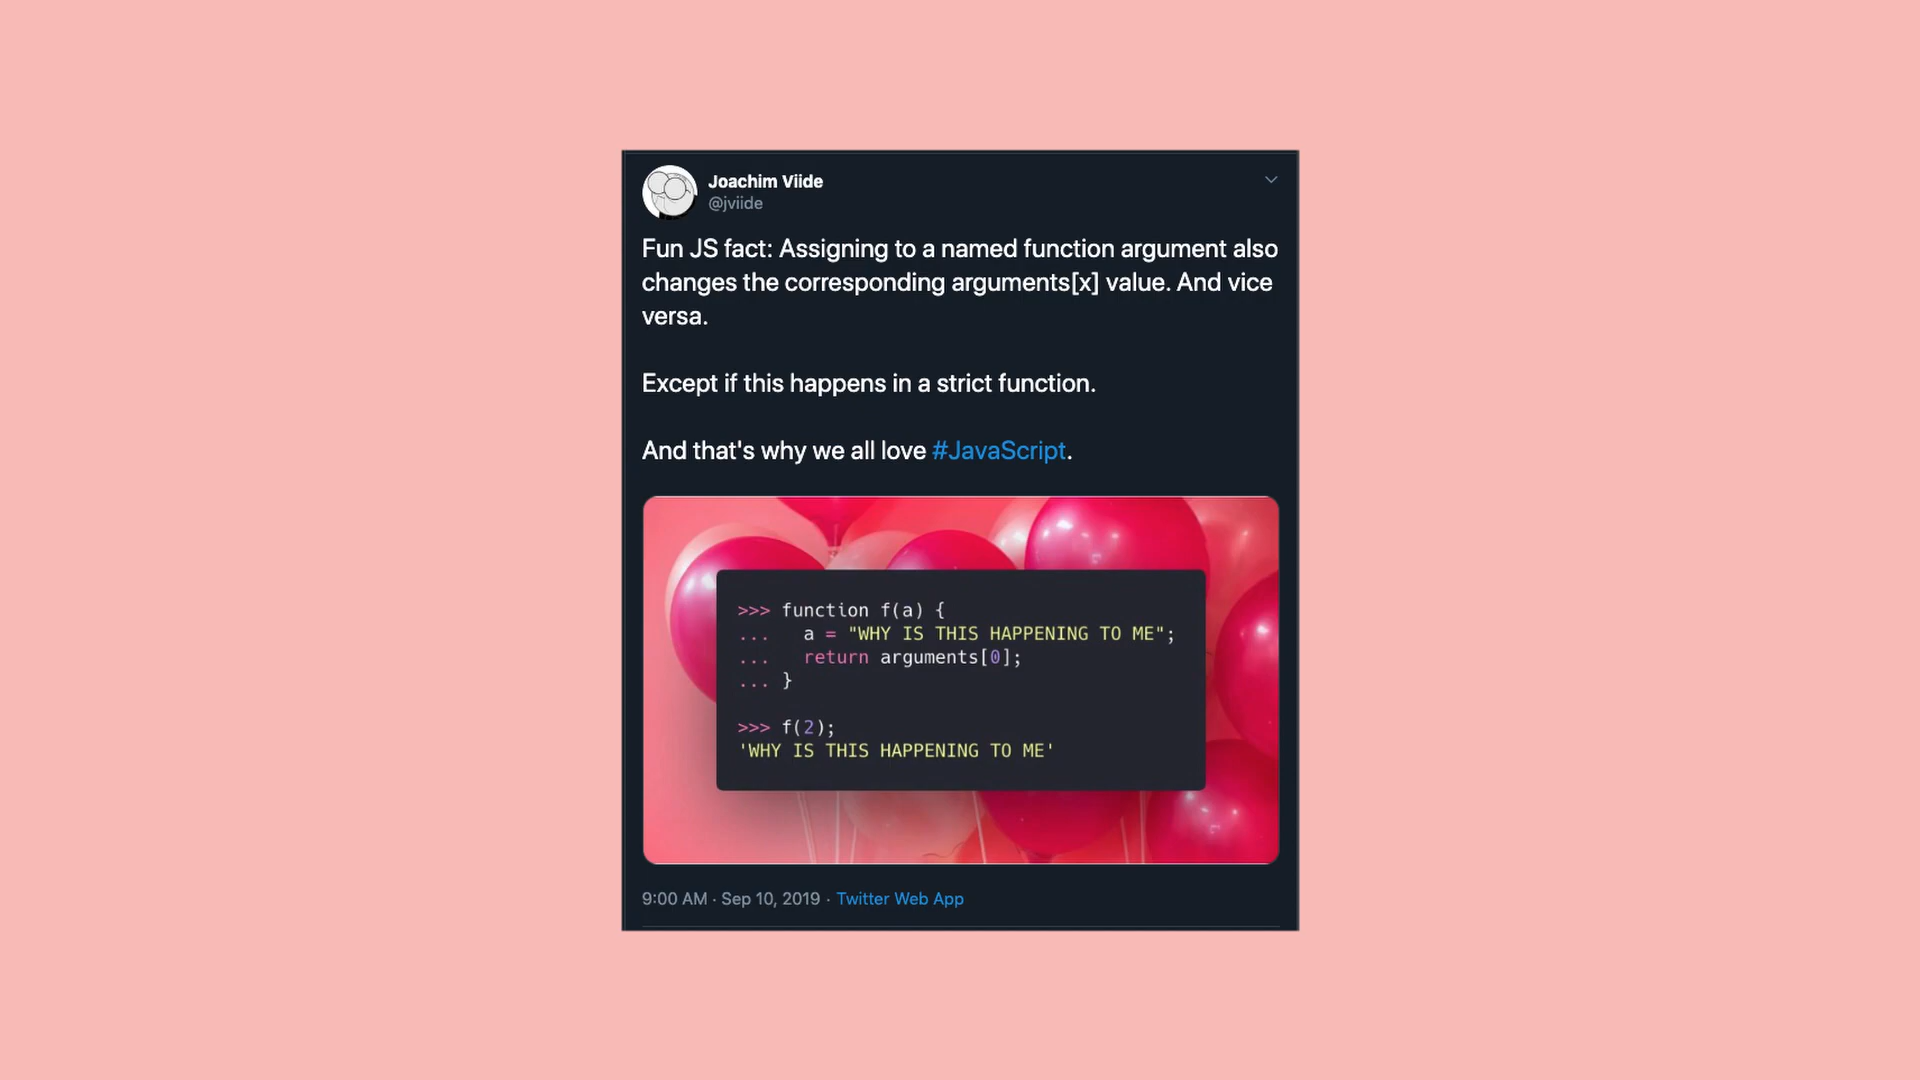 Joachim Viide
@jviide
Fun JS fact: Assigning to a named function argument also
changes the corresponding arguments[x] value. And vice
versa.
Except if this happens in a strict function.
And that's why we all love #JavaScript.
>>> function f(a) {
...   a = "WHY IS THIS HAPPENING TO ME";
...   return arguments[0];
... }
>>> f(2);
'WHY IS THIS HAPPENING TO ME'
9:00 AM · Sep 10, 2019 · Twitter Web App